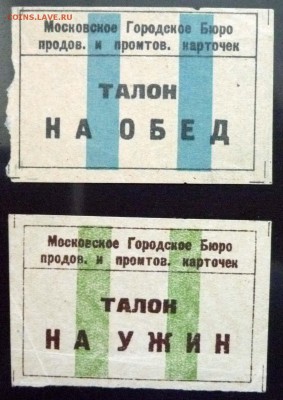 COINS.LAVE.RU
Московское Городское Бюро
продов. и промтов. карточек
ТАЛОН
НА ОБЕД
Московское Городское Бюро
продов. и промтов. карточек
ТАЛОН
НА УЖИН